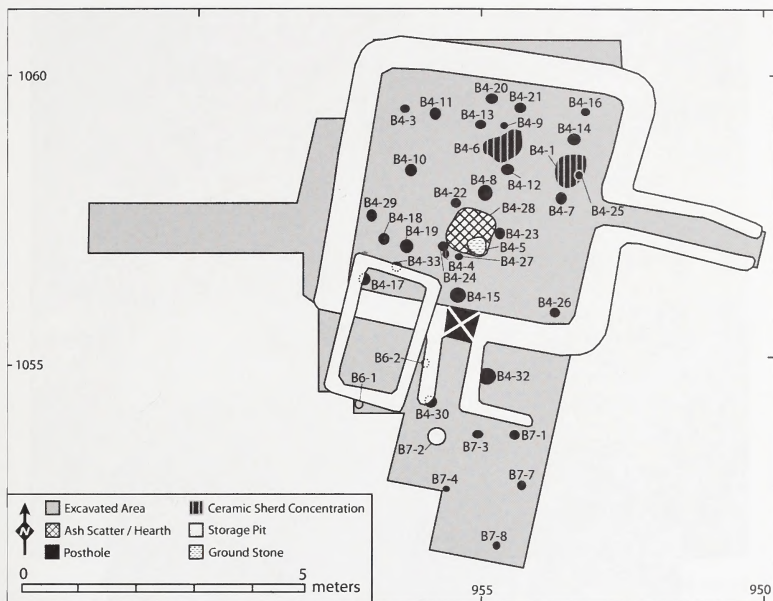 1060
B4-20
B4-21
B4-11
B4-3
B4-13
B4-9
B4-16
B4-6
B4-14
B4-1
B4-10
B4-8
B4-12
B4-22
B4-28
B4-7
B4-25
B4-29
B4-18
B4-19
B4-23
B4-5
B4-33
B4-4
B4-27
B4-24
B4-17
B4-15
B4-26
1055
B6-2
B6-1
B4-32
B4-30
B7-2
B7-3
B7-1
B7-4
B7-7
B7-8
N
Excavated Area
Ceramic Sherd Concentration
Ash Scatter / Hearth
Storage Pit
Posthole
Ground Stone
0 5
meters
955
950